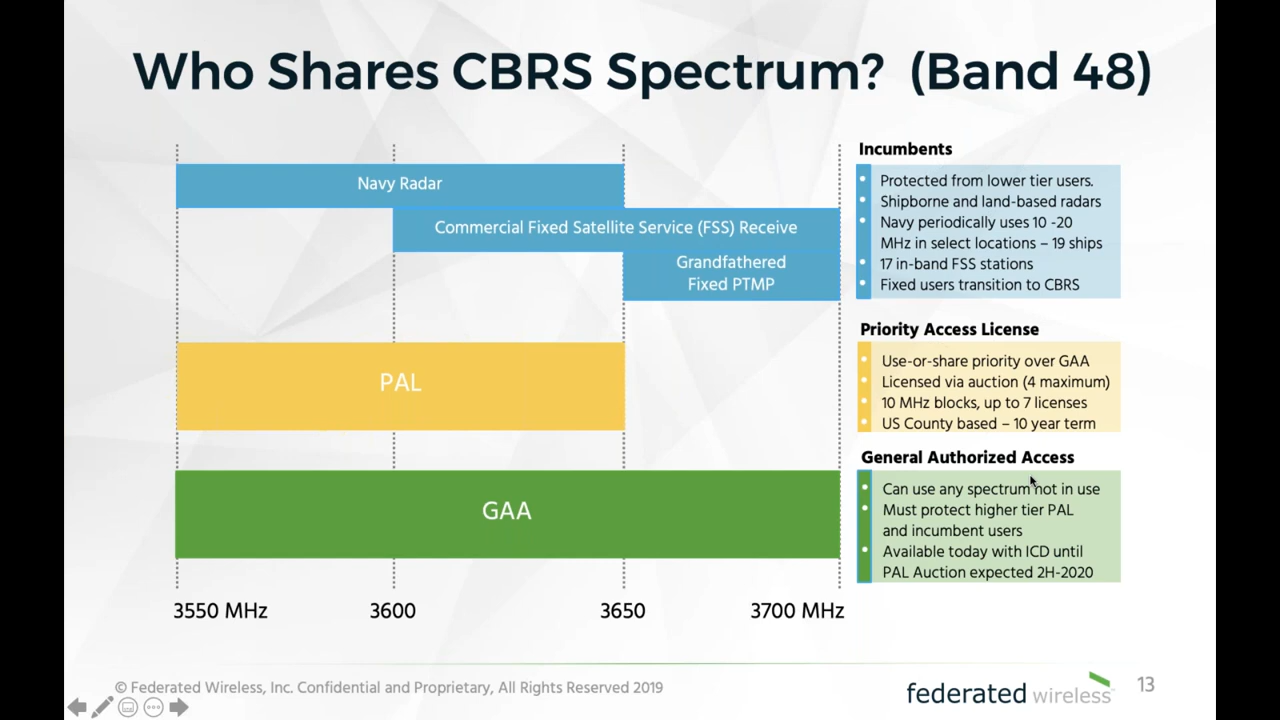 Who Shares CBRS Spectrum? (Band 48)
Navy Radar
Commercial Fixed Satellite Service (FSS) Receive
Grandfathered
Fixed PTMP
PAL
GAA
3550 MHz
3600
3650
3700 MHz
Incumbents
Protected from lower tier users.
Shipborne and land-based radars
Navy periodically uses 10 -20
MHz in select locations – 19 ships
17 in-band FSS stations
Fixed users transition to CBRS
Priority Access License
Use-or-share priority over GAA
Licensed via auction (4 maximum)
10 MHz blocks, up to 7 licenses
US County based – 10 year term
General Authorized Access
Can use any spectrum not in use
Must protect higher tier PAL
and incumbent users
Available today with ICD until
PAL Auction expected 2H-2020
© Federated Wireless, Inc. Confidential and Proprietary, All Rights Reserved 2019
federated wireless
13